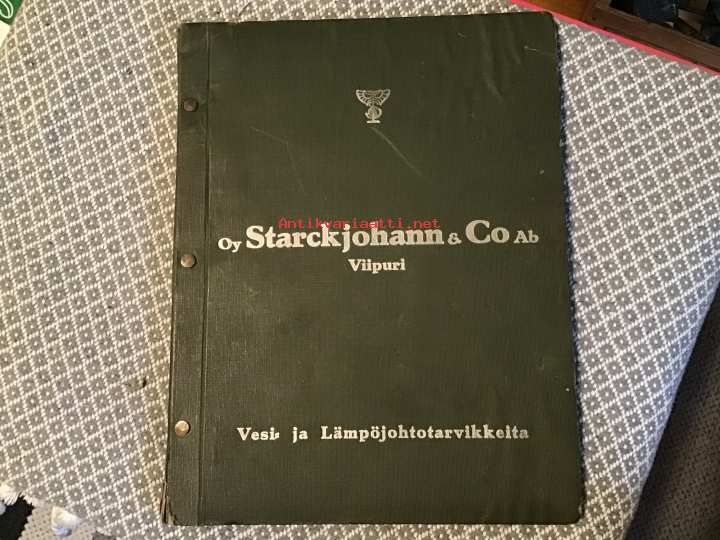 Antikvariaatti.net
Oy Starckjohann & Co Ab
Viipuri
Vesi- ja Lämpöjohtotarvikkeita